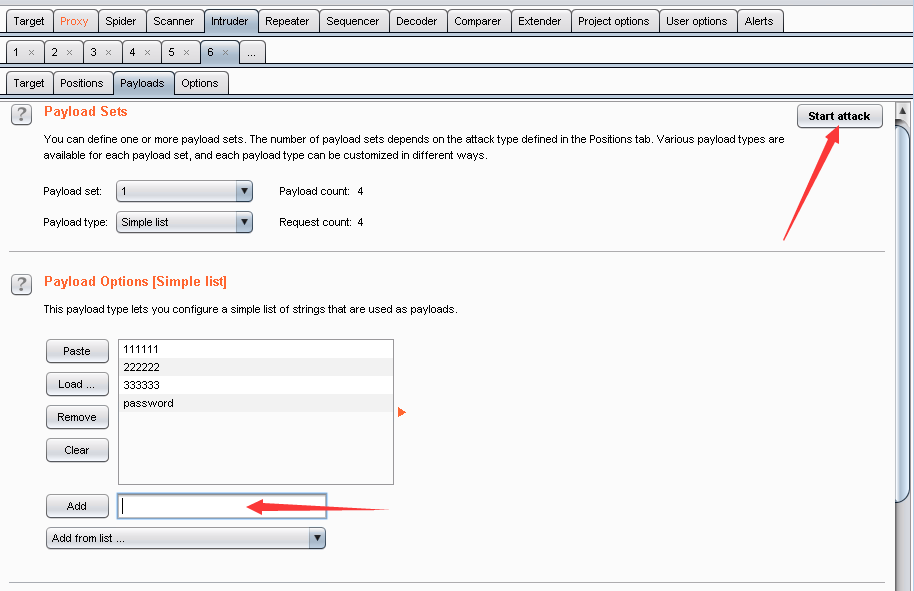 Target Proxy Spider Scanner Intruder Repeater Sequencer Decoder Comparer Extender Project options User options Alerts
1 × 2 × 3 × 4 × 5 × 6 × ...
Target Positions Payloads Options
? Payload Sets
Start attack
You can define one or more payload sets. The number of payload sets depends on the attack type defined in the Positions tab. Various payload types are
available for each payload set, and each payload type can be customized in different ways.
Payload set: 1 Payload count: 4
Payload type: Simple list Request count: 4
? Payload Options [Simple list]
This payload type lets you configure a simple list of strings that are used as payloads.
Paste
Load ...
Remove
Clear
111111
222222
333333
password
Add
Add from list ...